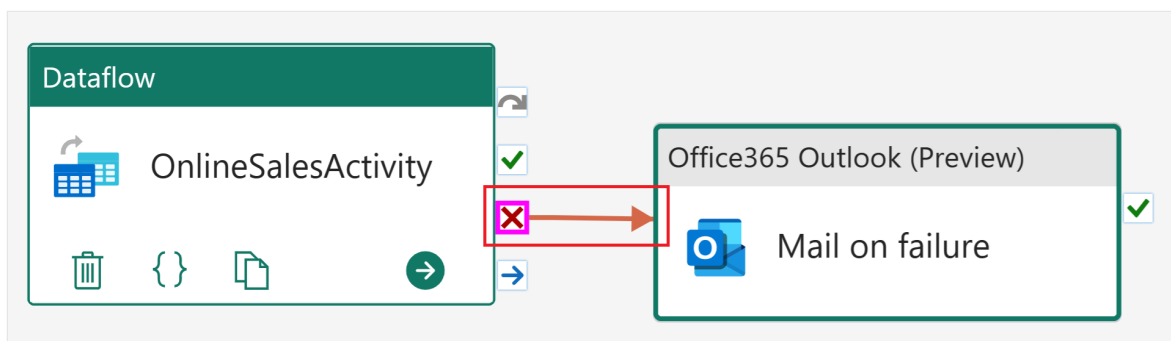 Dataflow
OnlineSalesActivity
{ }
Office365 Outlook (Preview)
O
Mail on failure